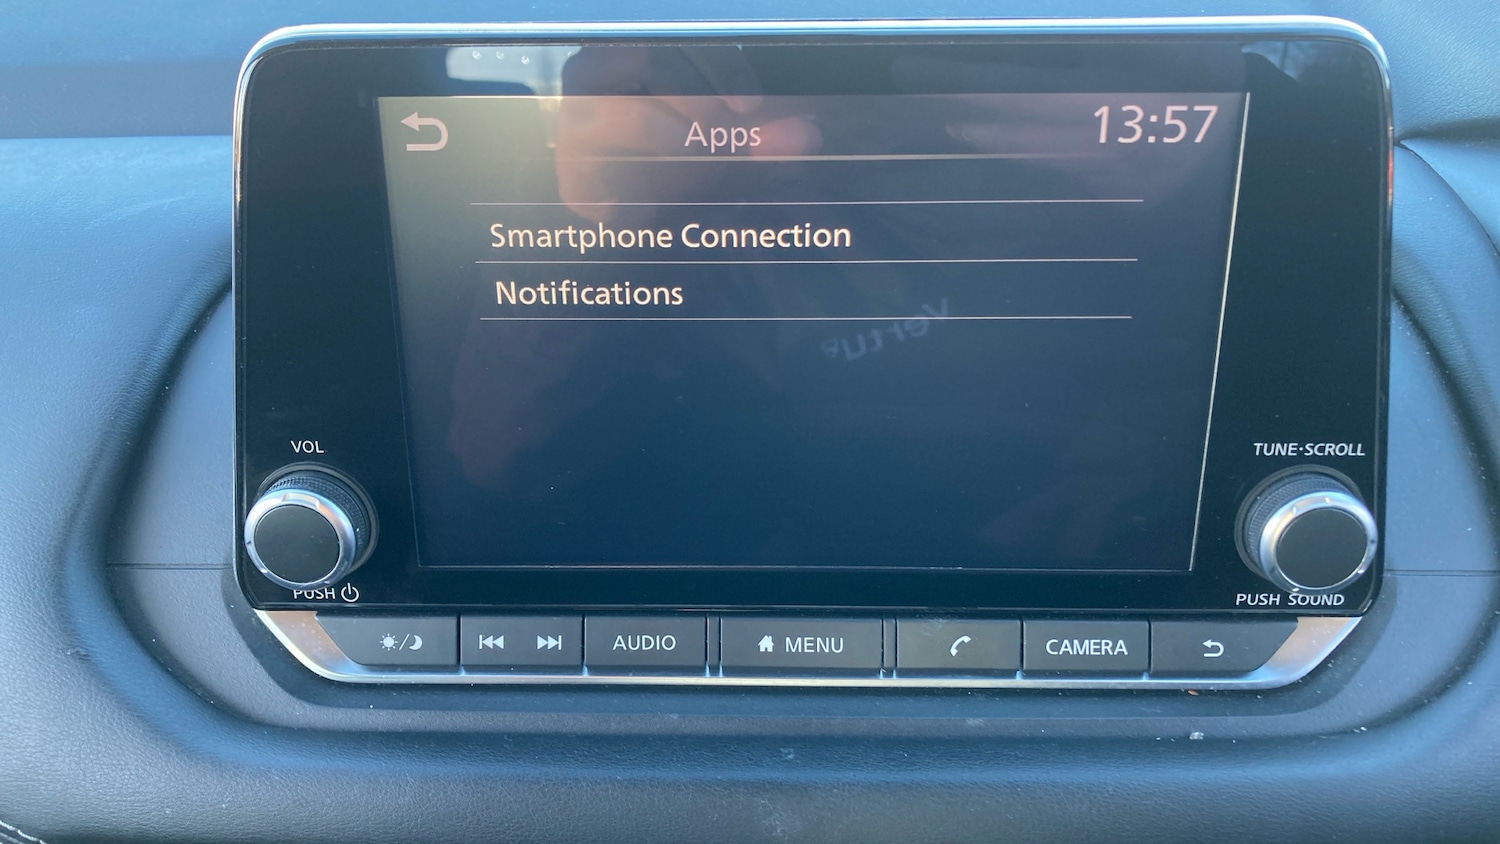 Apps
13:57
Smartphone Connection
Notifications
VOL
TUNE·SCROLL
PUSH
PUSH SOUND
AUDIO
MENU
CAMERA